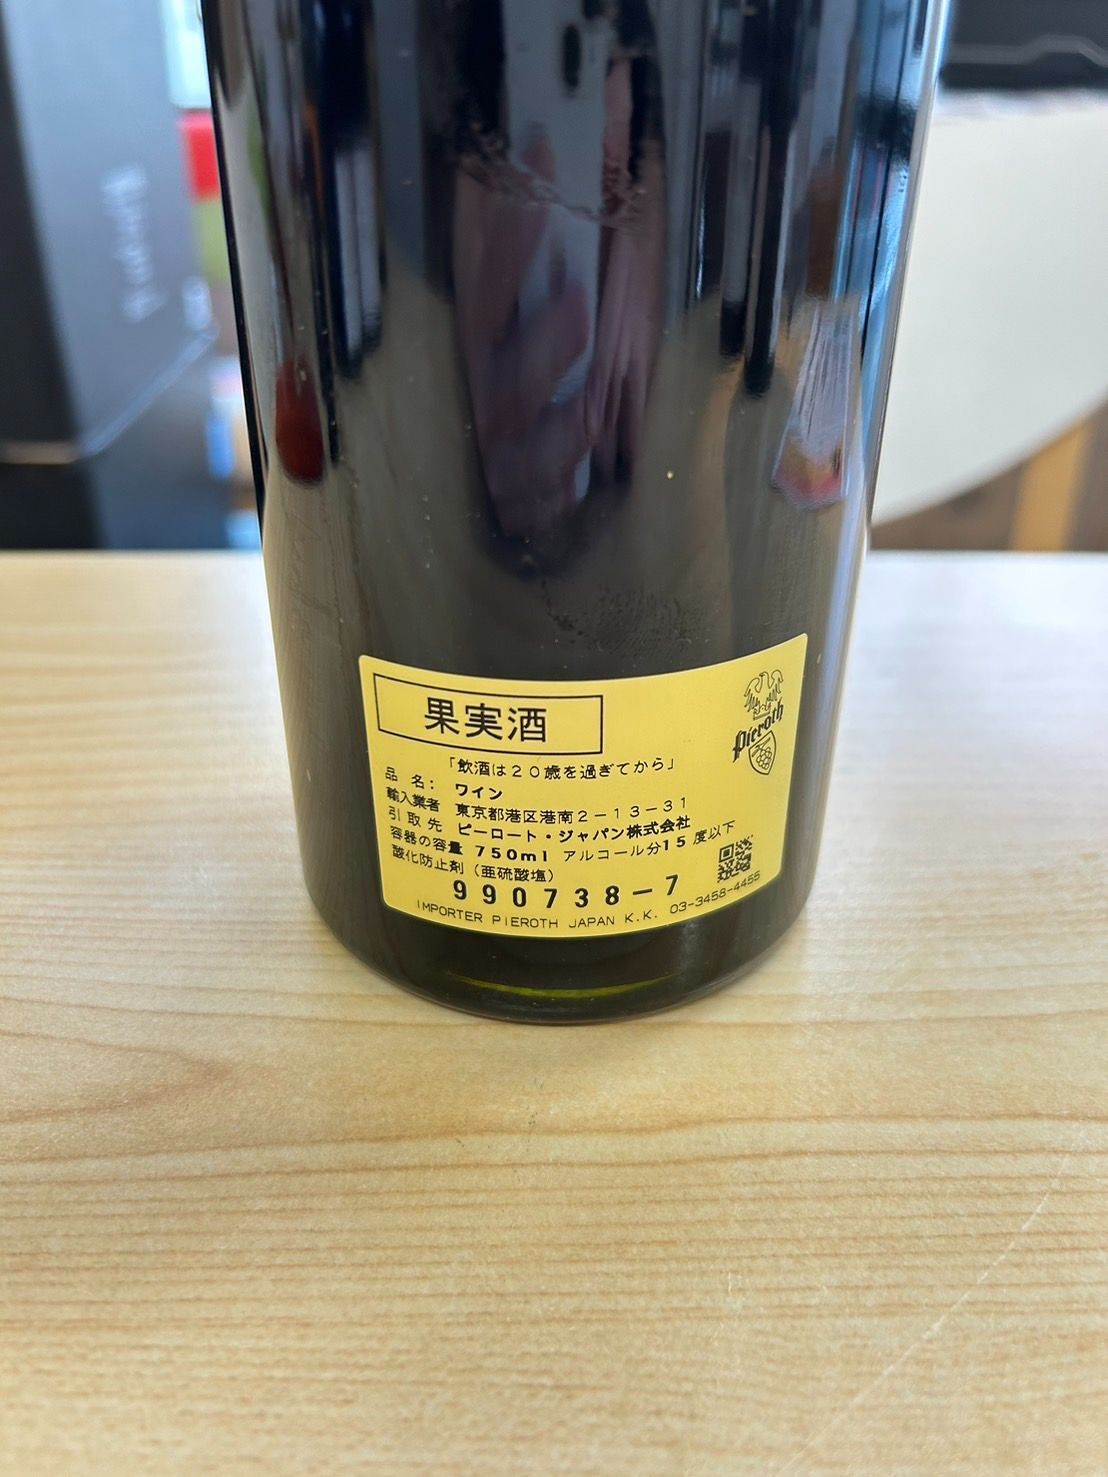 果実酒
Pieroth
「飲酒は20歳を過ぎてから」
品 名: ワイン
輸入業者 東京都港区港南2-13-31
引取先 ピーロート・ジャパン株式会社
容器の容量 750ml アルコール分15度以下
酸化防止剤(亜硫酸塩)
990738-7
IMPORTER PIEROTH JAPAN K.K. 03-3458-4455